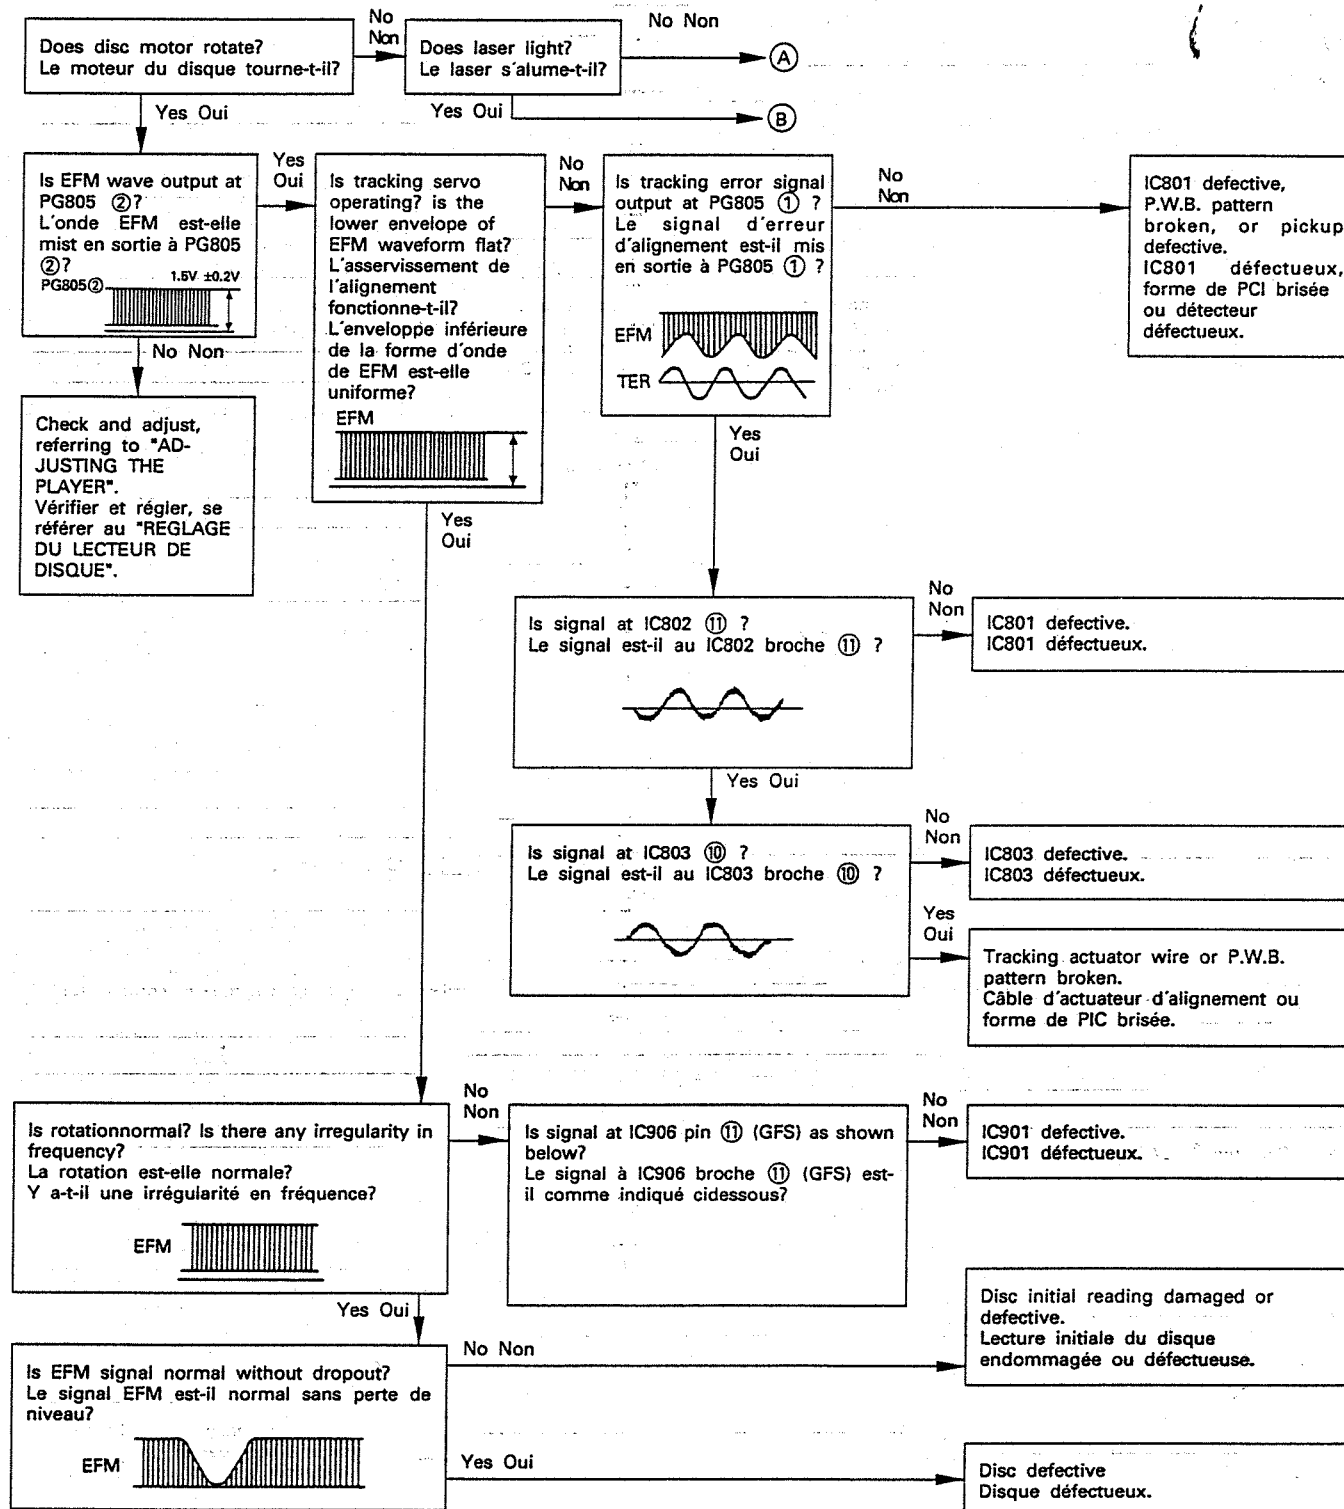 Does disc motor rotate?
Le moteur du disque tourne-t-il?
No
Non
Does laser light?
Le laser s'alume-t-il?
No Non
A
Yes Oui
Yes Oui
B
Is EFM wave output at
PG805 ②?
L'onde EFM est-elle
mist en sortie à PG805
②?
PG805② 1.5V ±0.2V
Yes
Oui
No Non
Check and adjust,
referring to "AD-
JUSTING THE
PLAYER".
Vérifier et régler, se
référer au "REGLAGE
DU LECTEUR DE
DISQUE".
Is tracking servo
operating? is the
lower envelope of
EFM waveform flat?
L'asservissement de
l'alignement
fonctionne-t-il?
L'enveloppe inférieure
de la forme d'onde
de EFM est-elle
uniforme?
EFM
No
Non
Yes
Oui
Is tracking error signal
output at PG805 ① ?
Le signal d'erreur
d'alignement est-il mis
en sortie à PG805 ① ?
EFM
TER
No
Non
IC801 defective,
P.W.B. pattern
broken, or pickup
defective.
IC801 défectueux,
forme de PCI brisée
ou détecteur
défectueux.
Yes
Oui
Is signal at IC802 ⑪ ?
Le signal est-il au IC802 broche ⑪ ?
No
Non
IC801 defective.
IC801 défectueux.
Yes Oui
Is signal at IC803 ⑩ ?
Le signal est-il au IC803 broche ⑩ ?
No
Non
IC803 defective.
IC803 défectueux.
Yes
Oui
Tracking actuator wire or P.W.B.
pattern broken.
Câble d'actuateur d'alignement ou
forme de PIC brisée.
Is rotationnormal? Is there any irregularity in
frequency?
La rotation est-elle normale?
Y a-t-il une irrégularité en fréquence?
EFM
No
Non
Is signal at IC906 pin ⑪ (GFS) as shown
below?
Le signal à IC906 broche ⑪ (GFS) est-
il comme indiqué cidessous?
No
Non
IC901 defective.
IC901 défectueux.
Yes Oui
Is EFM signal normal without dropout?
Le signal EFM est-il normal sans perte de
niveau?
EFM
No Non
Disc initial reading damaged or
defective.
Lecture initiale du disque
endommagée ou défectueuse.
Yes Oui
Disc defective
Disque défectueux.